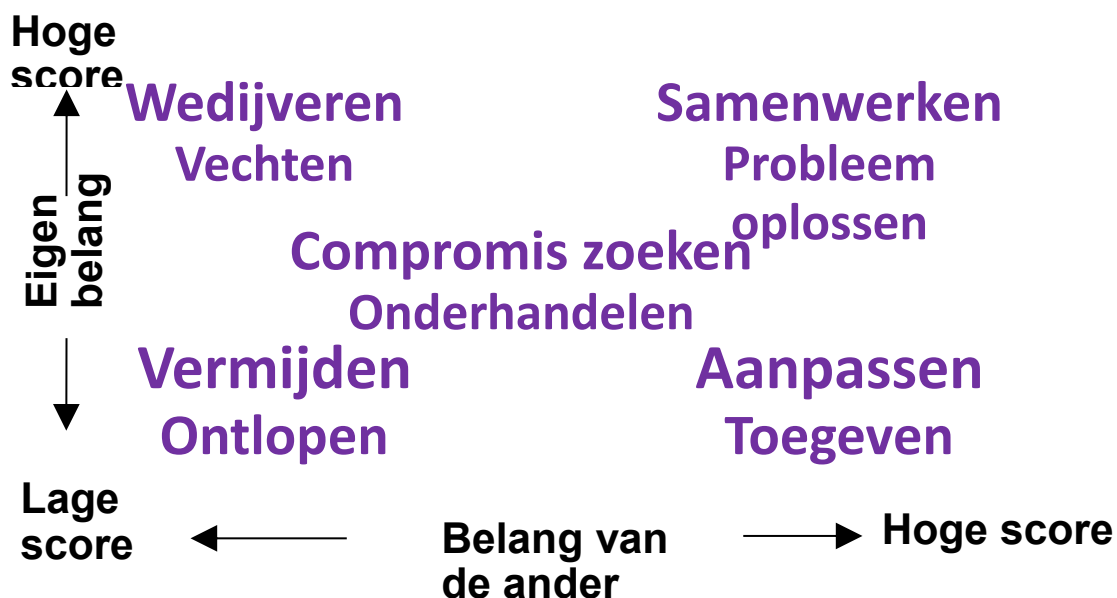 Hoge
score
Wedijveren
Vechten
Samenwerken
Probleem
oplossen
Eigen
belang
Compromis zoeken
Onderhandelen
Vermijden
Ontlopen
Aanpassen
Toegeven
Lage
score
Belang van
de ander
Hoge score